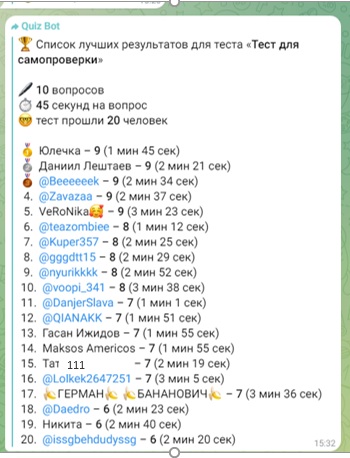 Quiz Bot
🏆 Список лучших результатов для теста «Тест для
самопроверки»
🖊 10 вопросов
⏱ 45 секунд на вопрос
🤓 тест прошли 20 человек
🥇 Юлечка – 9 (1 мин 45 сек)
🥈 Даниил Лештаев – 9 (2 мин 21 сек)
🥉 @Beeeeeek – 9 (2 мин 34 сек)
4. @Zavazaa – 9 (2 мин 37 сек)
5. VeRoNika🥰 – 9 (3 мин 23 сек)
6. @teazombiee – 8 (1 мин 12 сек)
7. @Kuper357 – 8 (2 мин 25 сек)
8. @gggdtt15 – 8 (2 мин 29 сек)
9. @nyurikkkk – 8 (2 мин 52 сек)
10. @voopi_341 – 8 (3 мин 38 сек)
11. @DanjerSlava – 7 (1 мин 1 сек)
12. @QIANAKK – 7 (1 мин 51 сек)
13. Гасан Ижидов – 7 (1 мин 55 сек)
14. Maksos Americos – 7 (1 мин 55 сек)
15. Тат 111 – 7 (2 мин 19 сек)
16. @Lolkek2647251 – 7 (3 мин 5 сек)
17. 🍌ГЕРМАН🍌 🍌БАНАНОВИЧ🍌 – 7 (3 мин 36 сек)
18. @Daedro – 6 (2 мин 23 сек)
19. Никита – 6 (2 мин 40 сек)
20. @issgbehdudyssg – 6 (2 мин 20 сек)
15:32